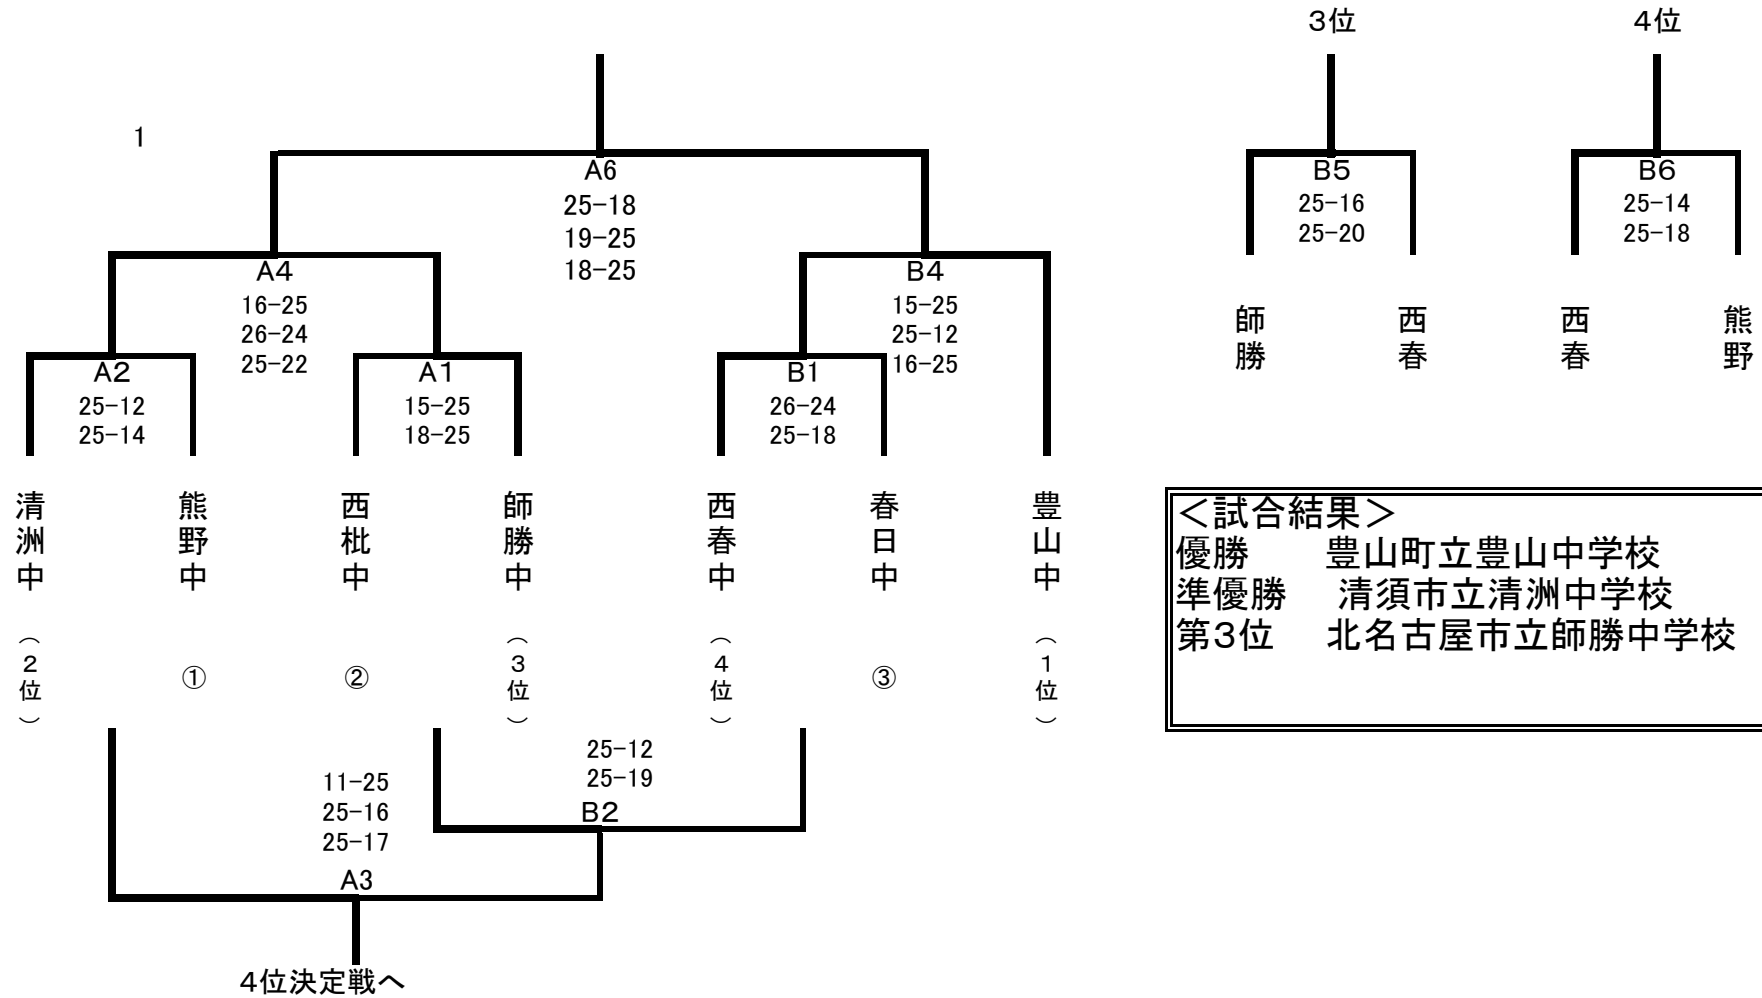 3位
4位
1
A6
25-18
19-25
18-25
B5
25-16
25-20
B6
25-14
25-18
A4
16-25
26-24
25-22
B4
15-25
25-12
16-25
A2
25-12
25-14
A1
15-25
18-25
B1
26-24
25-18
師勝
西春
西春
熊野
清洲中（2位）
熊野中①
西枇中②
師勝中（3位）
西春中（4位）
春日中③
豊山中（1位）
＜試合結果＞
優勝　豊山町立豊山中学校
準優勝　清須市立清洲中学校
第3位　北名古屋市立師勝中学校
25-12
25-19
B2
11-25
25-16
25-17
A3
4位決定戦へ